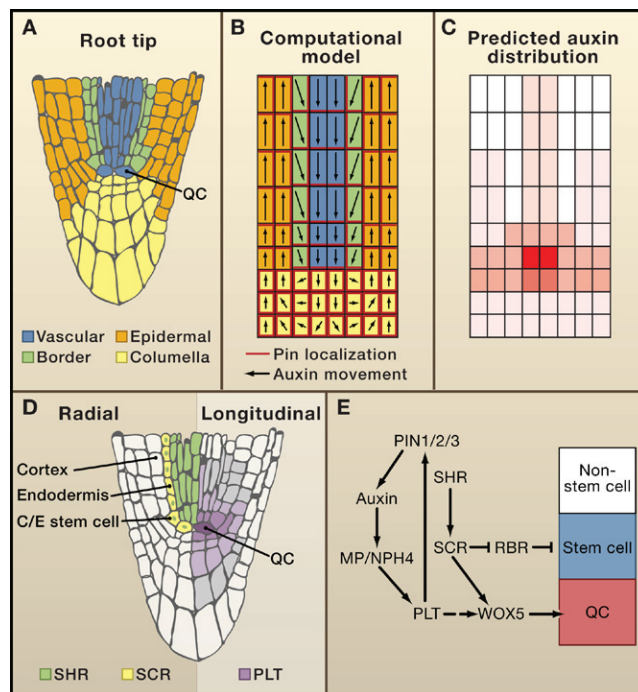 A
Root tip
QC
Vascular
Epidermal
Border
Columella
B
Computational
model
Pin localization
Auxin movement
C
Predicted auxin
distribution
D
Radial
Longitudinal
Cortex
Endodermis
C/E stem cell
QC
SHR
SCR
PLT
E
PIN1/2/3
SHR
Auxin
MP/NPH4
SCR
RBR
PLT
WOX5
Non-
stem cell
Stem cell
QC